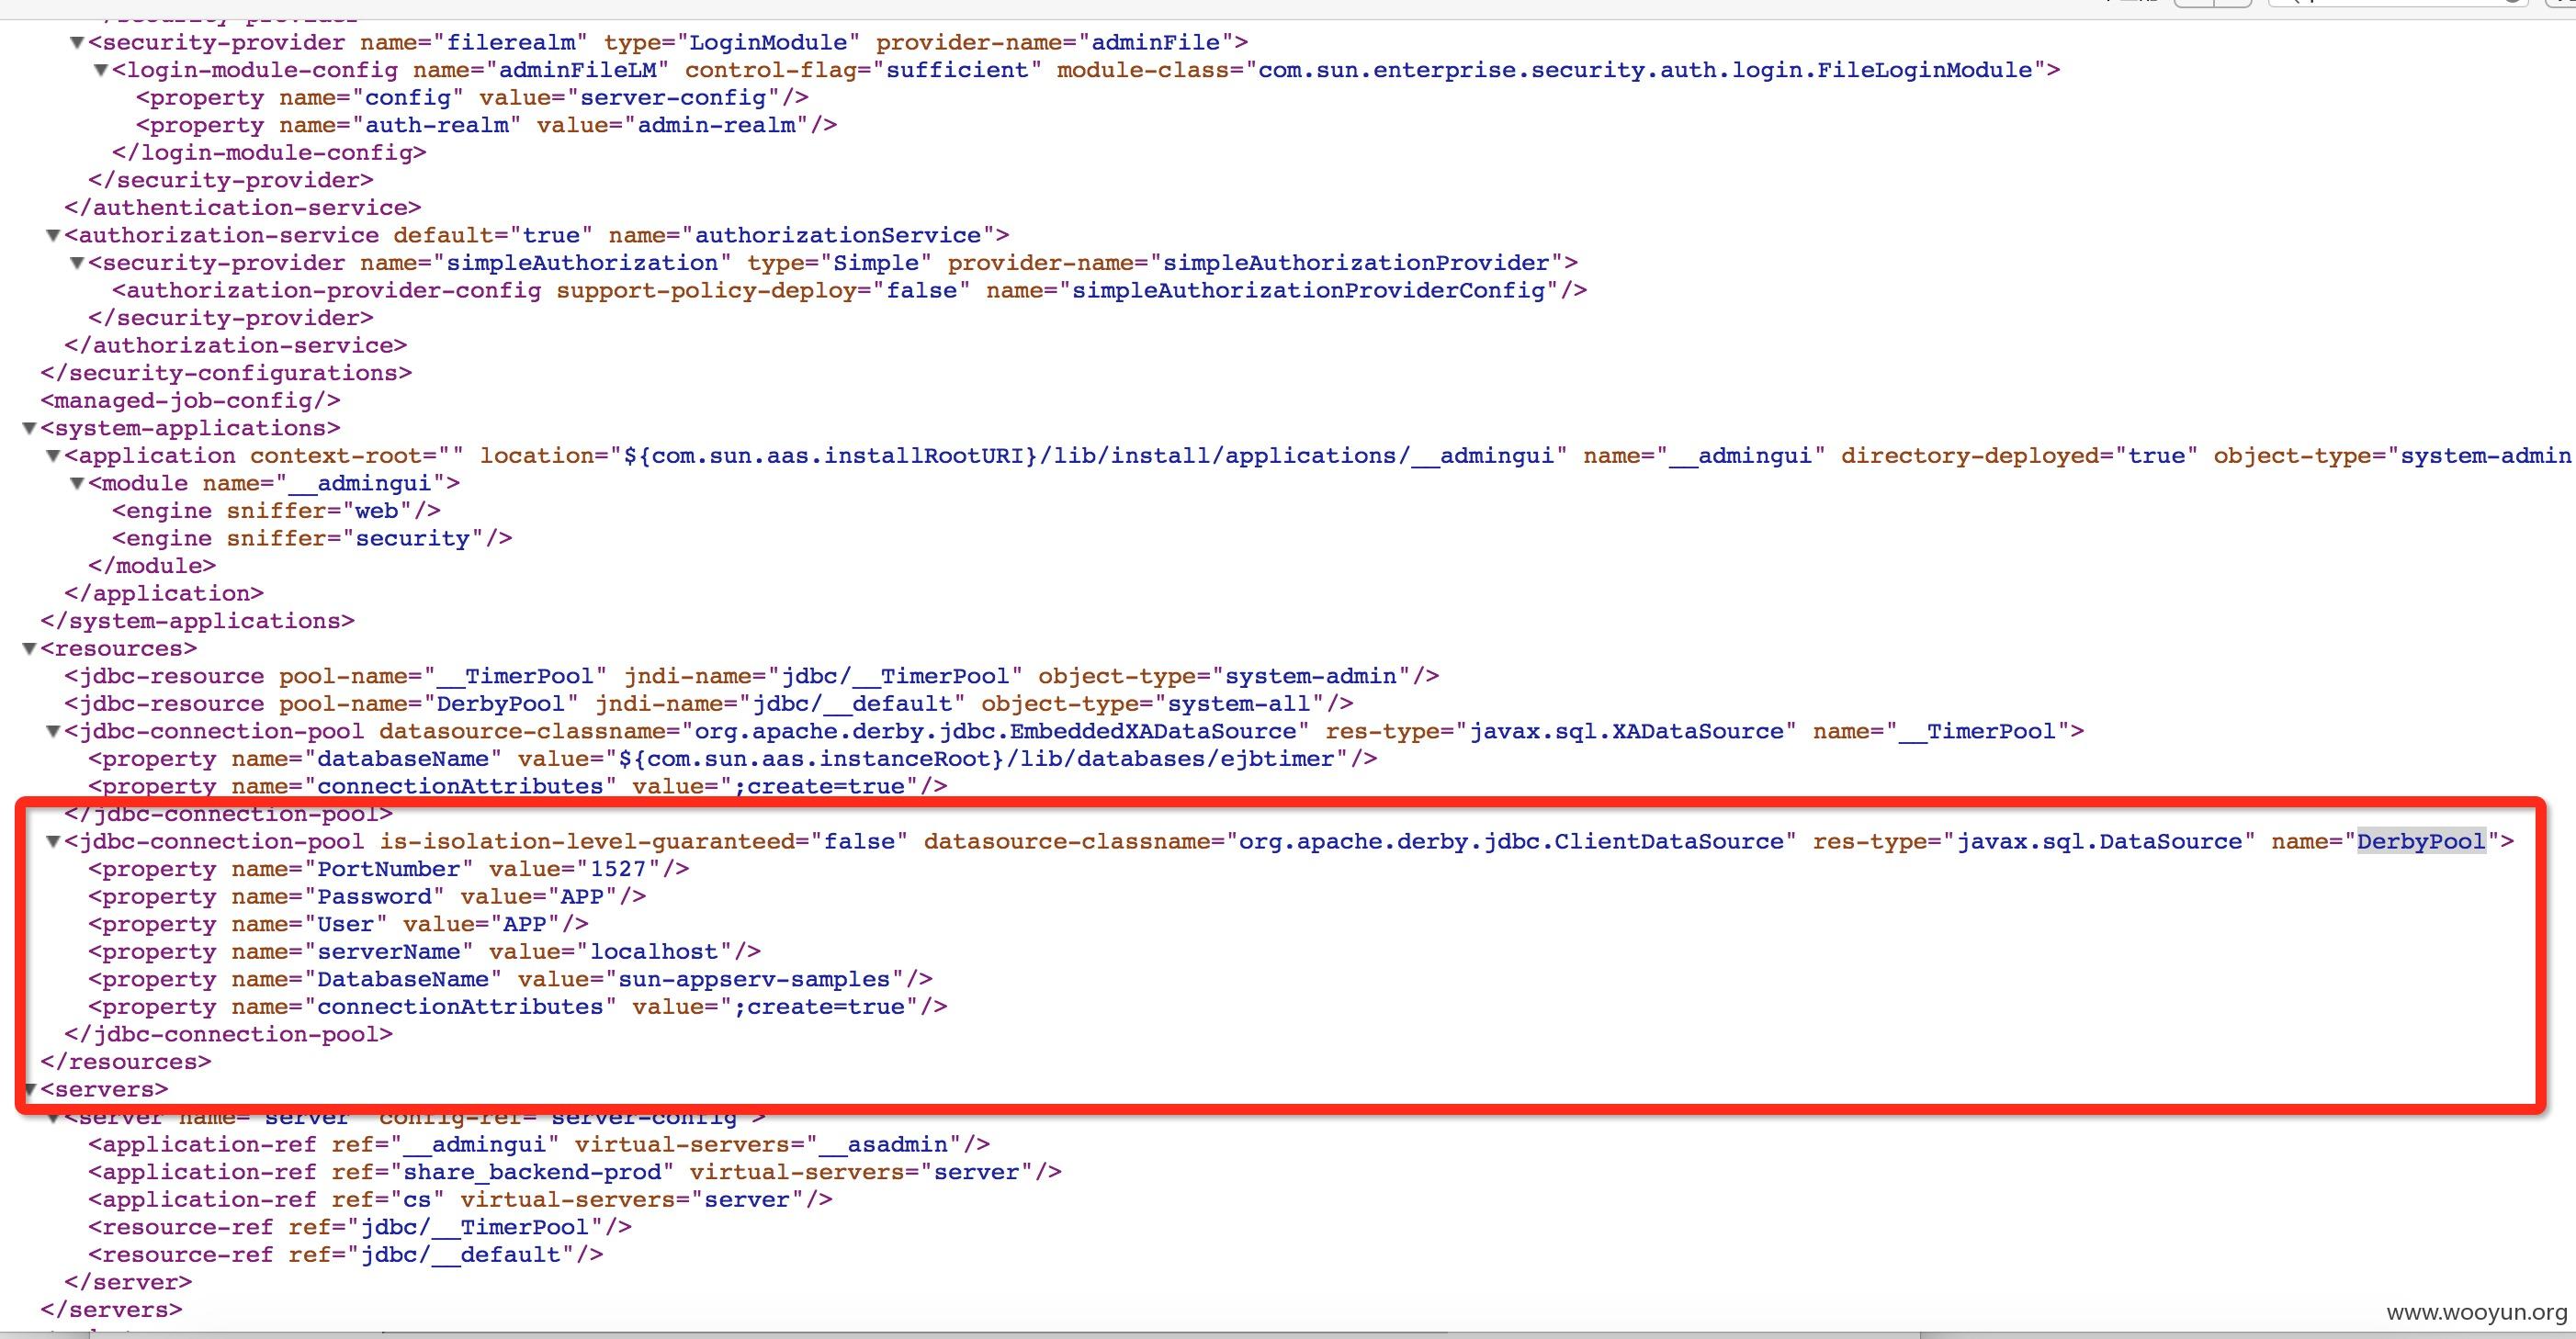 ▼<security-provider name="filerealm" type="LoginModule" provider-name="adminFile">
▼<login-module-config name="adminFileLM" control-flag="sufficient" module-class="com.sun.enterprise.security.auth.login.FileLoginModule">
<property name="config" value="server-config"/>
<property name="auth-realm" value="admin-realm"/>
</login-module-config>
</security-provider>
</authentication-service>
▼<authorization-service default="true" name="authorizationService">
▼<security-provider name="simpleAuthorization" type="Simple" provider-name="simpleAuthorizationProvider">
<authorization-provider-config support-policy-deploy="false" name="simpleAuthorizationProviderConfig"/>
</security-provider>
</authorization-service>
</security-configurations>
<managed-job-config/>
▼<system-applications>
▼<application context-root="" location="${com.sun.aas.installRootURI}/lib/install/applications/__admingui" name="__admingui" directory-deployed="true" object-type="system-admin
▼<module name="__admingui">
<engine sniffer="web"/>
<engine sniffer="security"/>
</module>
</application>
</system-applications>
▼<resources>
<jdbc-resource pool-name="__TimerPool" jndi-name="jdbc/__TimerPool" object-type="system-admin"/>
<jdbc-resource pool-name="DerbyPool" jndi-name="jdbc/__default" object-type="system-all"/>
▼<jdbc-connection-pool datasource-classname="org.apache.derby.jdbc.EmbeddedXADataSource" res-type="javax.sql.XADataSource" name="__TimerPool">
<property name="databaseName" value="${com.sun.aas.instanceRoot}/lib/databases/ejbtimer"/>
<property name="connectionAttributes" value=";create=true"/>
</jdbc-connection-pool>
▼<jdbc-connection-pool is-isolation-level-guaranteed="false" datasource-classname="org.apache.derby.jdbc.ClientDataSource" res-type="javax.sql.DataSource" name="DerbyPool">
<property name="PortNumber" value="1527"/>
<property name="Password" value="APP"/>
<property name="User" value="APP"/>
<property name="serverName" value="localhost"/>
<property name="DatabaseName" value="sun-appserv-samples"/>
<property name="connectionAttributes" value=";create=true"/>
</jdbc-connection-pool>
</resources>
▼<servers>
▼<server name="server" config-ref="server-config">
<application-ref ref="__admingui" virtual-servers="__asadmin"/>
<application-ref ref="share_backend-prod" virtual-servers="server"/>
<application-ref ref="cs" virtual-servers="server"/>
<resource-ref ref="jdbc/__TimerPool"/>
<resource-ref ref="jdbc/__default"/>
</server>
</servers>
www.wooyun.org